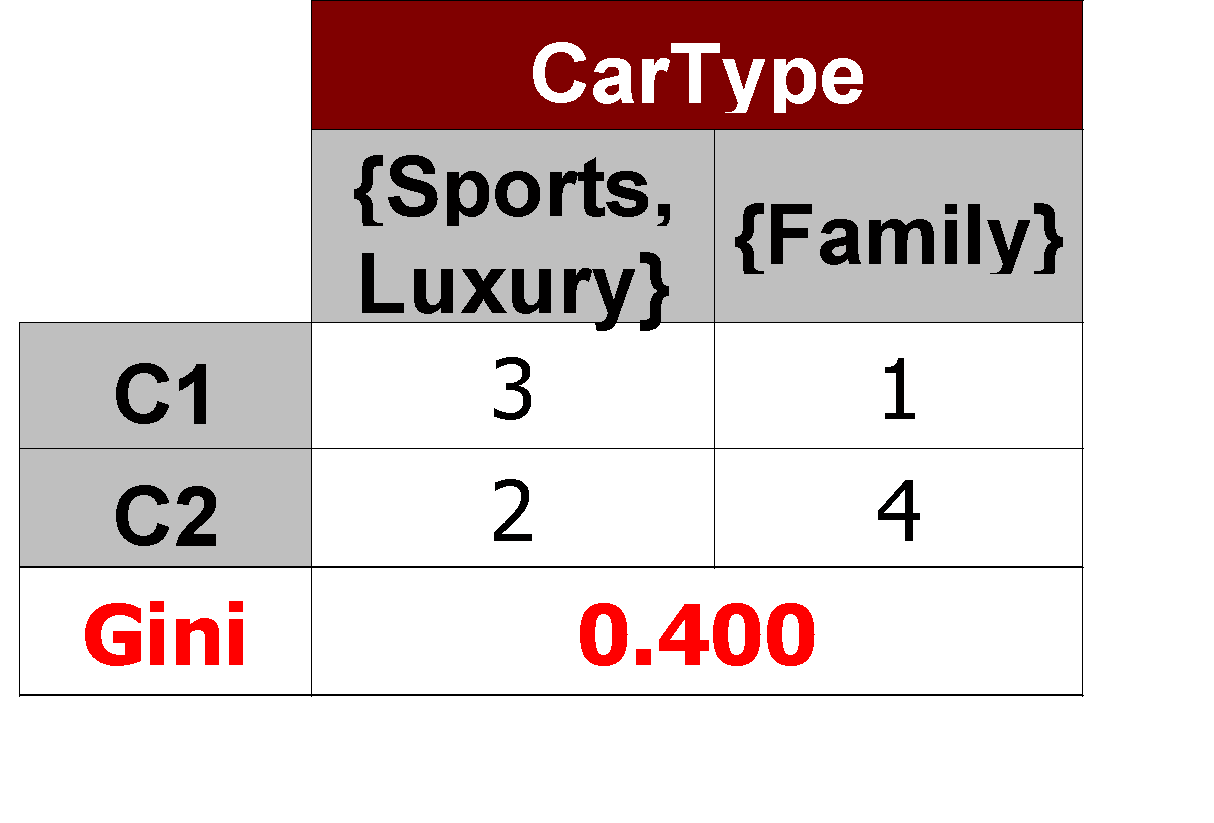 CarType
{Sports,
Luxury}
{Family}
C1 3 1
C2 2 4
Gini 0.400